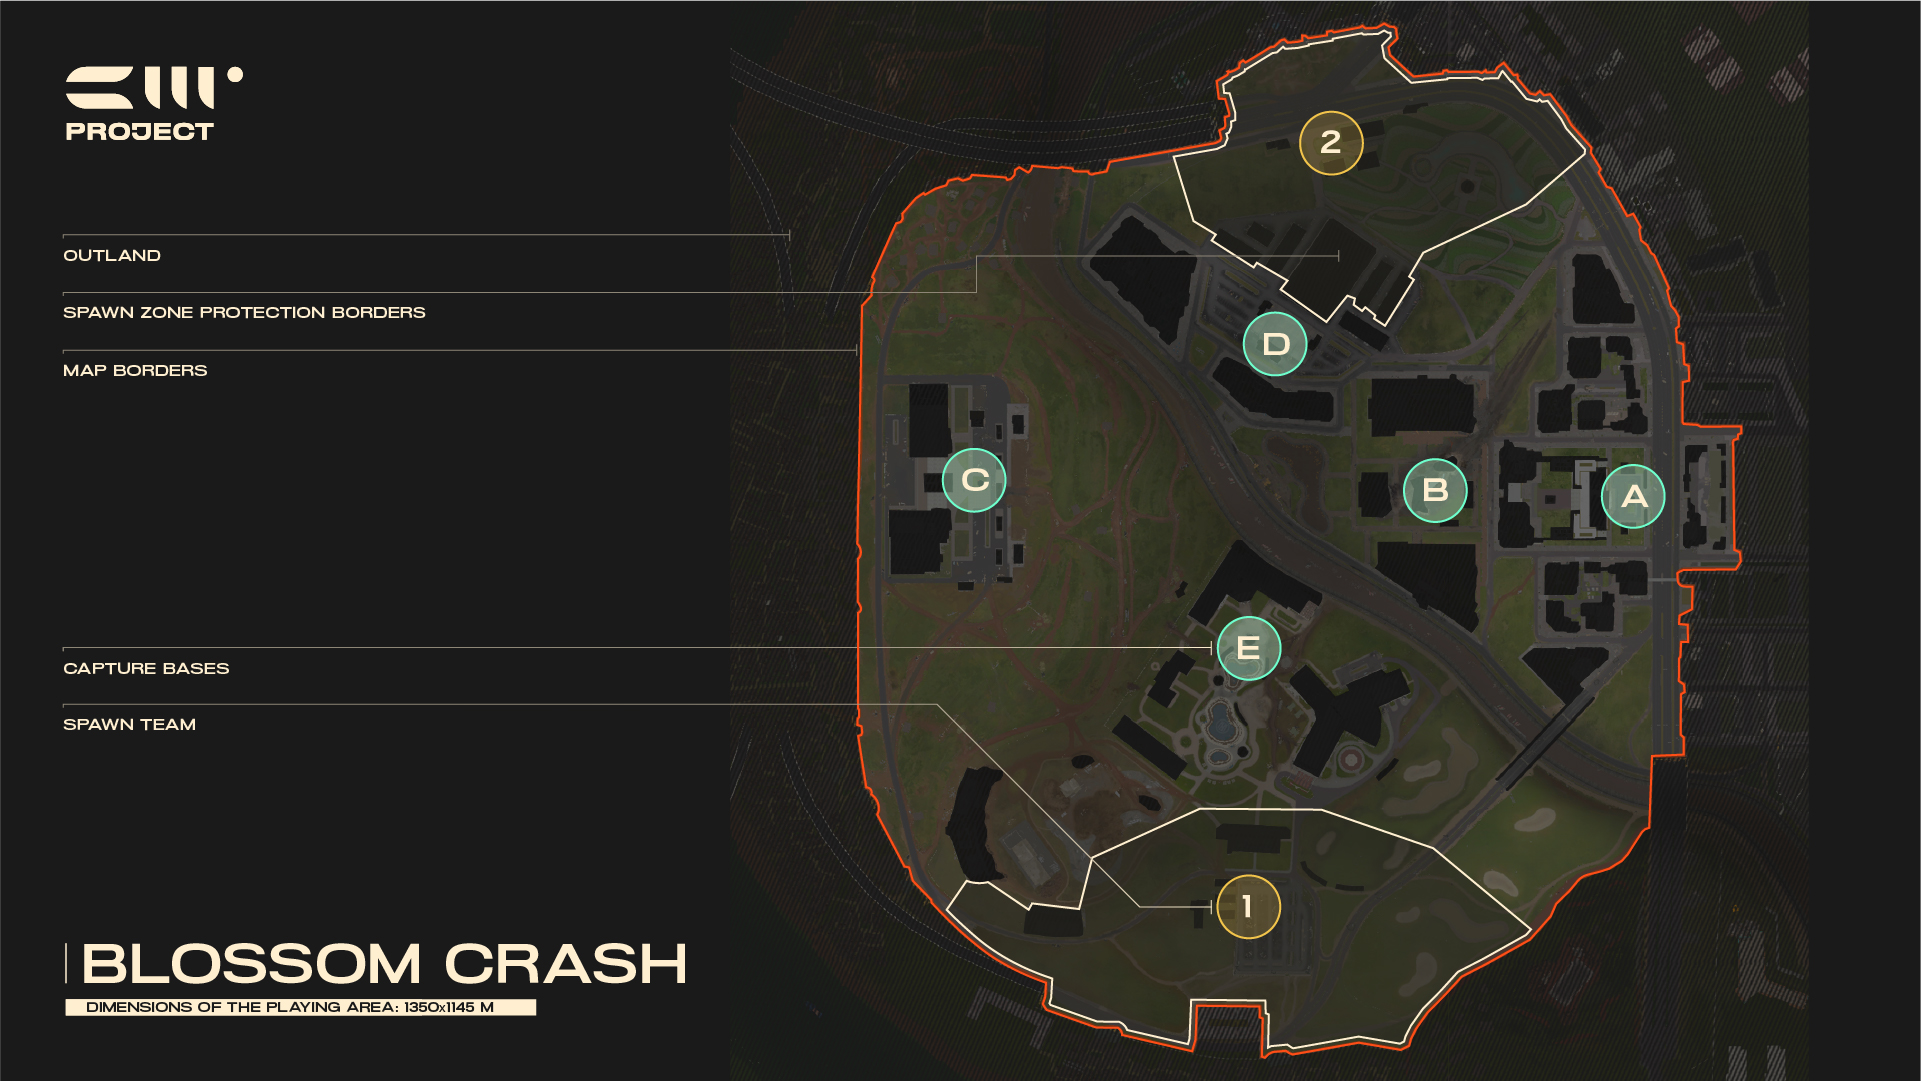 PROJECT
OUTLAND
SPAWN ZONE PROTECTION BORDERS
MAP BORDERS
CAPTURE BASES
SPAWN TEAM
BLOSSOM CRASH
DIMENSIONS OF THE PLAYING AREA: 1350x1145 M
2
D
C
B
A
E
1